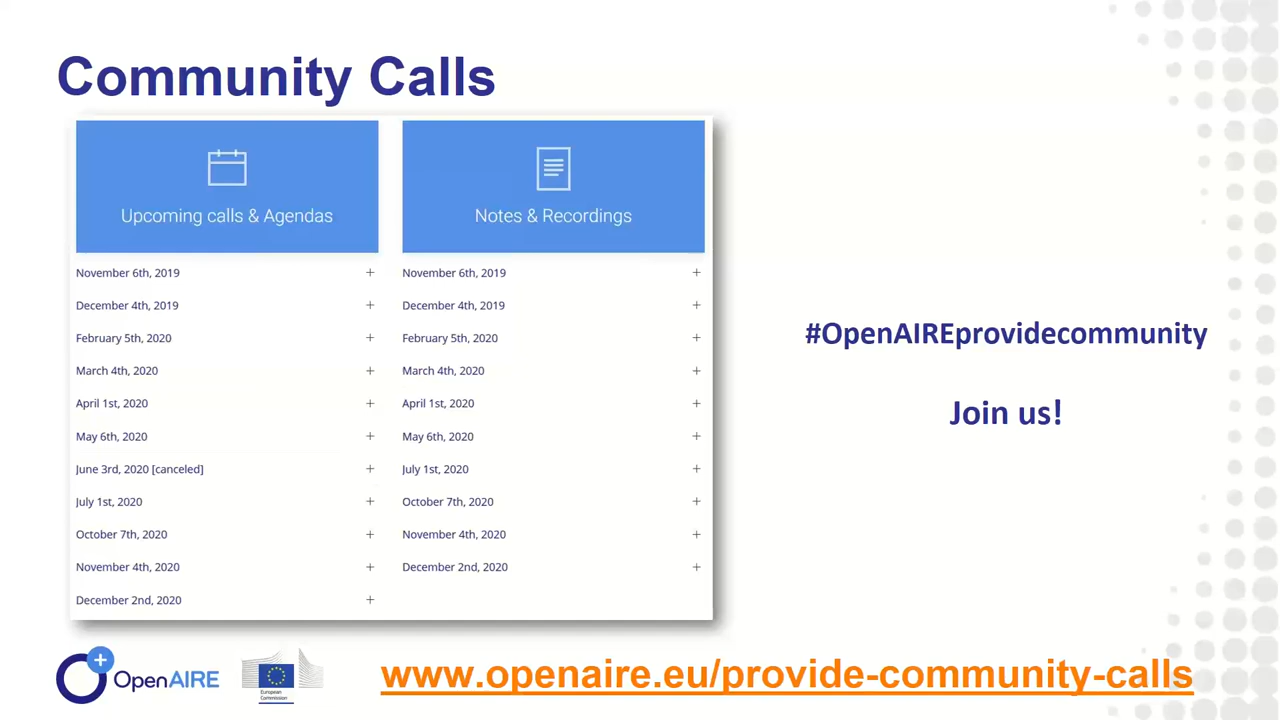 Community Calls
Upcoming calls & Agendas
November 6th, 2019
December 4th, 2019
February 5th, 2020
March 4th, 2020
April 1st, 2020
May 6th, 2020
June 3rd, 2020 [canceled]
July 1st, 2020
October 7th, 2020
November 4th, 2020
December 2nd, 2020
Notes & Recordings
November 6th, 2019
December 4th, 2019
February 5th, 2020
March 4th, 2020
April 1st, 2020
May 6th, 2020
July 1st, 2020
October 7th, 2020
November 4th, 2020
December 2nd, 2020
#OpenAIREprovidecommunity
Join us!
OpenAIRE
European
Commission
www.openaire.eu/provide-community-calls